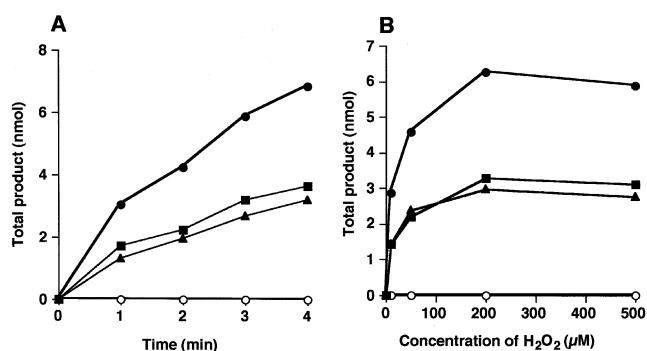 A
8
6
4
2
0
Total product (nmol)
0 1 2 3 4
Time (min)
B
7
6
5
4
3
2
1
0
Total product (nmol)
0 100 200 300 400 500
Concentration of H₂O₂ (µM)